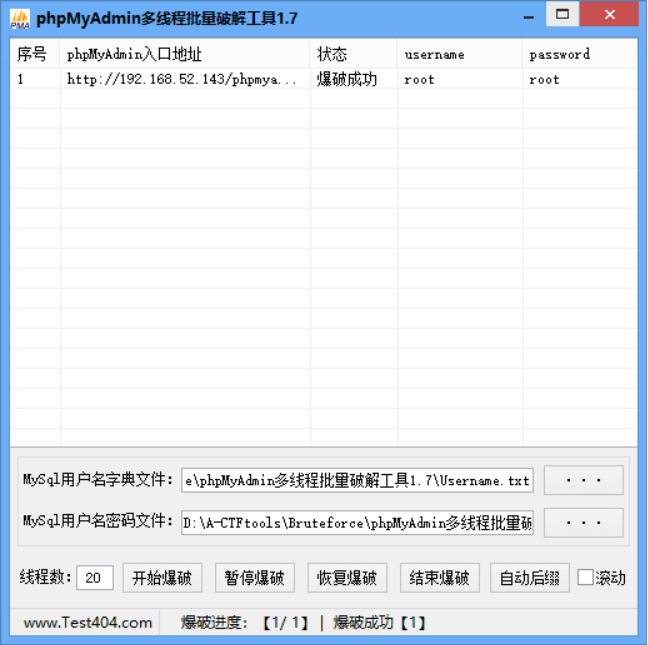 PMA phpMyAdmin多线程批量破解工具1.7
序号 phpMyAdmin入口地址 状态 username password
1 http://192.168.52.143/phpmya... 爆破成功 root root
MySql用户名字典文件: e\phpMyAdmin多线程批量破解工具1.7\Username.txt ...
MySql用户名密码文件: D:\A-CTFtools\Bruteforce\phpMyAdmin多线程批量破 ...
线程数: 20 开始爆破 暂停爆破 恢复爆破 结束爆破 自动后缀 滚动
www.Test404.com 爆破进度: 【1/ 1】 | 爆破成功【1】